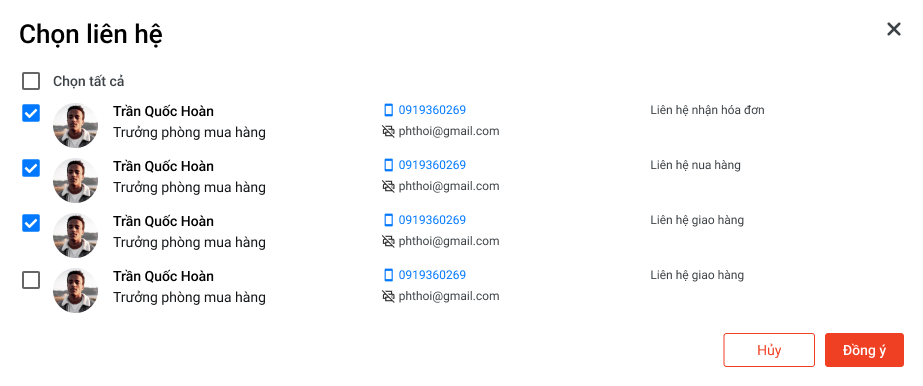 Chọn liên hệ
Chọn tất cả
Trần Quốc Hoàn
0919360269
Liên hệ nhận hóa đơn
Trưởng phòng mua hàng
phthoi@gmail.com
Trần Quốc Hoàn
0919360269
Liên hệ nua hàng
Trưởng phòng mua hàng
phthoi@gmail.com
Trần Quốc Hoàn
0919360269
Liên hệ giao hàng
Trưởng phòng mua hàng
phthoi@gmail.com
Trần Quốc Hoàn
0919360269
Liên hệ giao hàng
Trưởng phòng mua hàng
phthoi@gmail.com
Hủy
Đồng ý